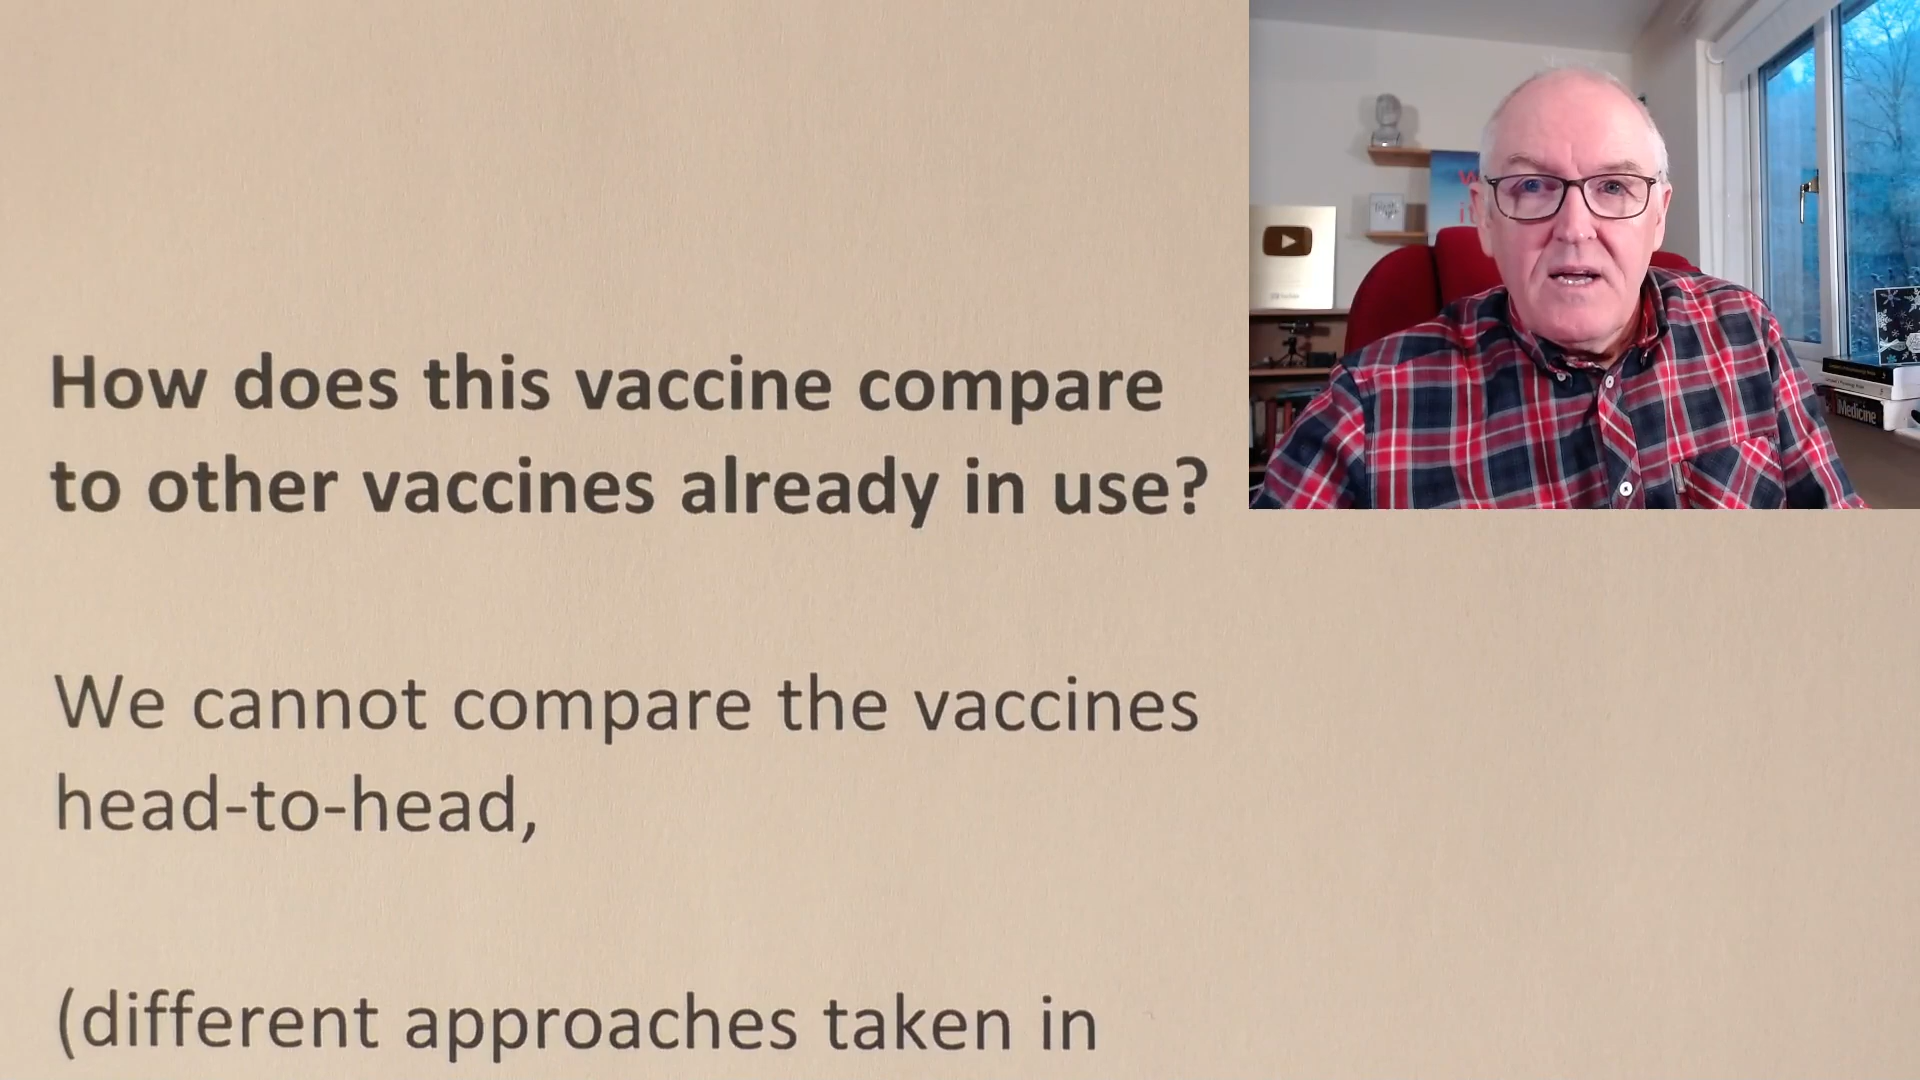 How does this vaccine compare
to other vaccines already in use?
We cannot compare the vaccines
head-to-head,
(different approaches taken in
Medicine